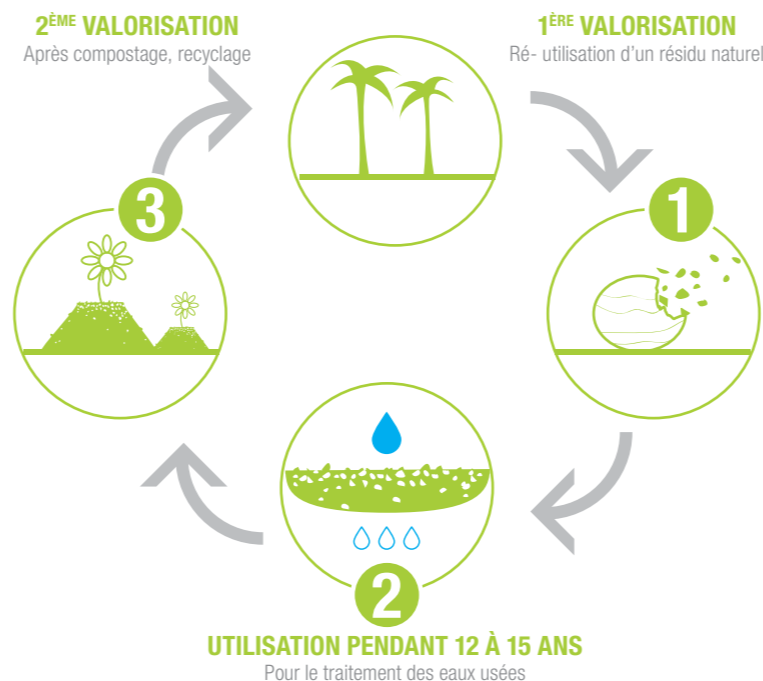 2ÈME VALORISATION
Après compostage, recyclage
1ÈRE VALORISATION
Ré- utilisation d'un résidu naturel
3
1
2
UTILISATION PENDANT 12 À 15 ANS
Pour le traitement des eaux usées